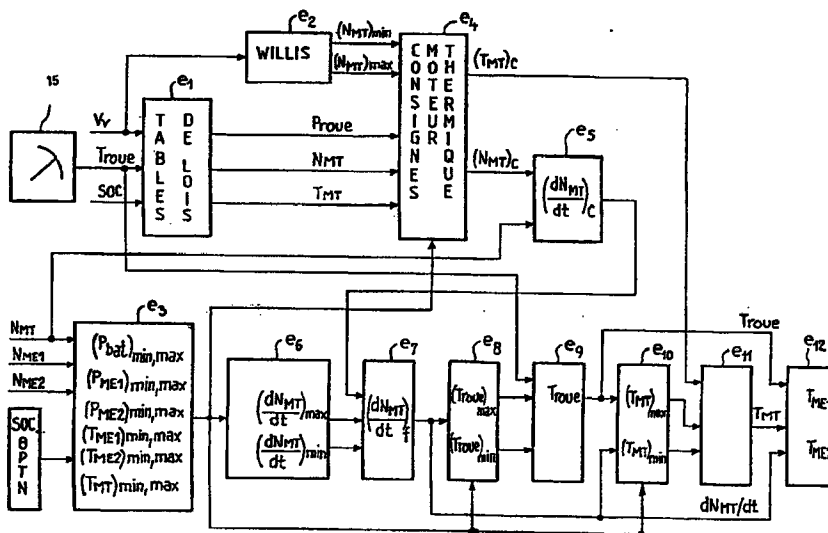 e2
WILLIS
(NMT)min
(NMT)max
e4
CONSIGNES
MOTEUR
THERMIQUE
(TMT)C
(NMT)C
15
Vv
Troue
SOC
e1
TABLES
DE LOIS
Proue
NMT
TMT
e5
(dNMT/dt)C
NMT
NME1
NME2
SOC
θPTN
e3
(Pbat)min,max
(PME1)min,max
(PME2)min,max
(TME1)min,max
(TME2)min,max
(TMT)min,max
e6
(dNMT/dt)max
(dNMT/dt)min
e7
(dNMT/dt)f
e8
(Troue)max
(Troue)min
e9
Troue
e10
(TMT)max
(TMT)min
e11
TMT
Troue
dNMT/dt
e12
TME1
TME2